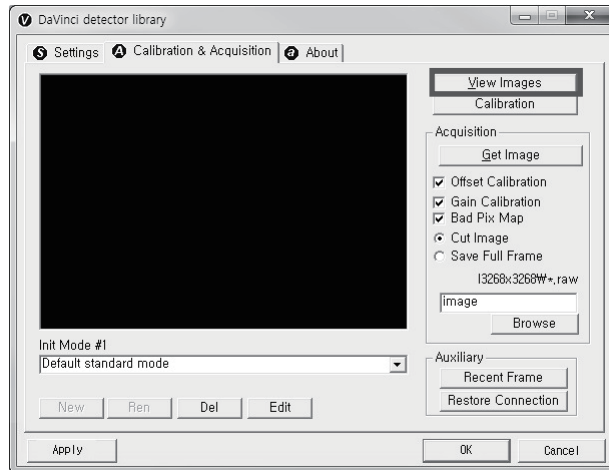 DaVinci detector library
Settings
Calibration & Acquisition
About
View Images
Calibration
Acquisition
Get Image
Offset Calibration
Gain Calibration
Bad Pix Map
Cut Image
Save Full Frame
I3268x3268₩*,raw
image
Browse
Init Mode #1
Default standard mode
Auxiliary
Recent Frame
Restore Connection
New
Ren
Del
Edit
Apply
OK
Cancel